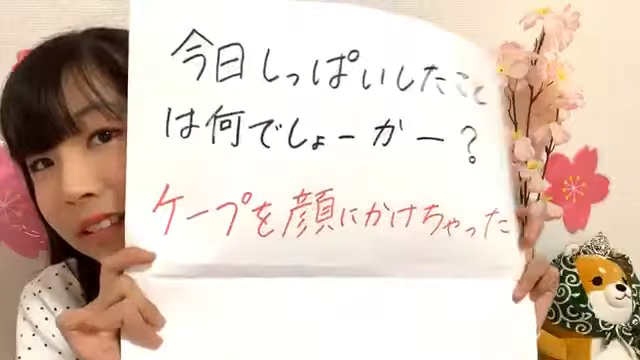 今日しっぱいしたこと
は何でしょーかー?
ケープを顔にかけちゃった